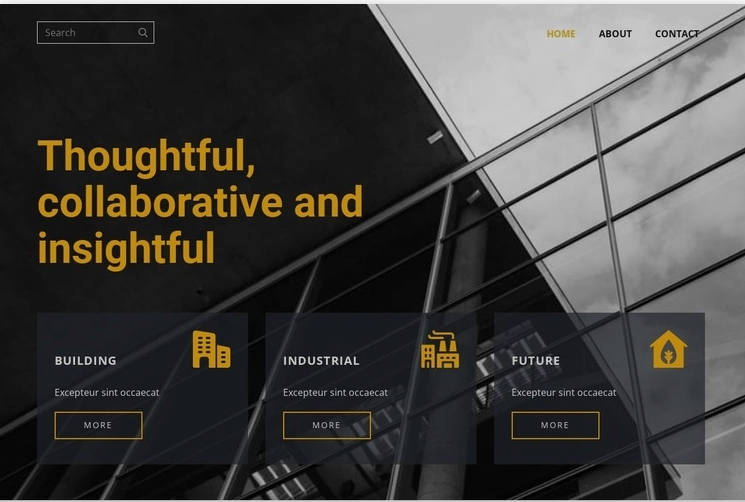 Search
HOME ABOUT CONTACT
Thoughtful,
collaborative and
insightful
BUILDING
Excepteur sint occaecat
MORE
INDUSTRIAL
Excepteur sint occaecat
MORE
FUTURE
Excepteur sint occaecat
MORE